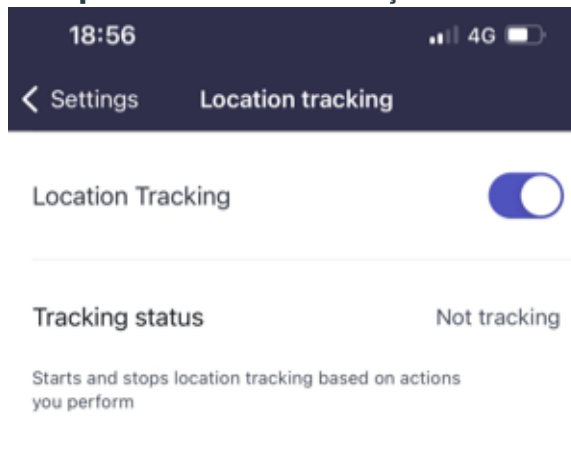 18:56
4G
Settings
Location tracking
Location Tracking
Tracking status
Not tracking
Starts and stops location tracking based on actions
you perform